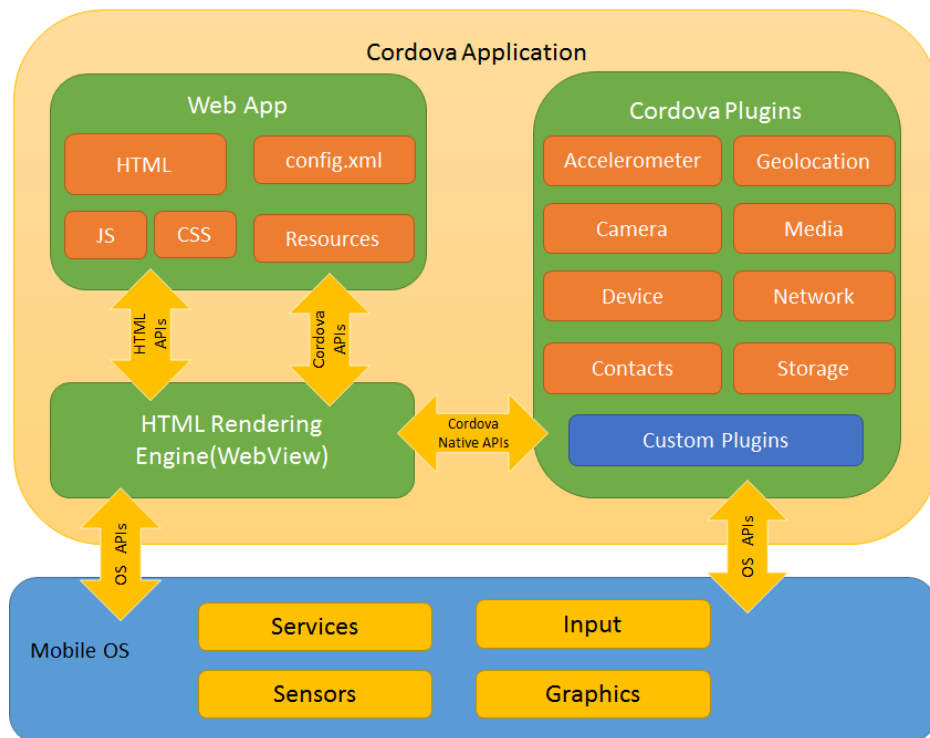 Cordova Application
Web App
HTML
config.xml
JS
CSS
Resources
HTML
APIs
Cordova
APIs
HTML Rendering
Engine(WebView)
Cordova
Native APIs
Cordova Plugins
Accelerometer
Geolocation
Camera
Media
Device
Network
Contacts
Storage
Custom Plugins
OS APIs
OS APIs
Mobile OS
Services
Input
Sensors
Graphics